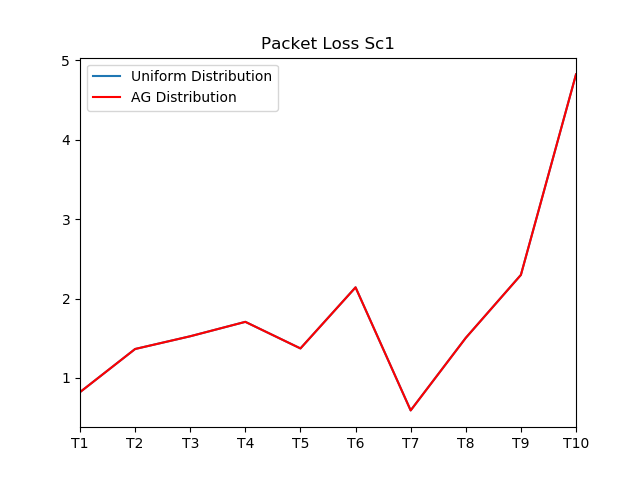 Packet Loss Sc1
Uniform Distribution
AG Distribution
5
4
3
2
1
T1 T2 T3 T4 T5 T6 T7 T8 T9 T10